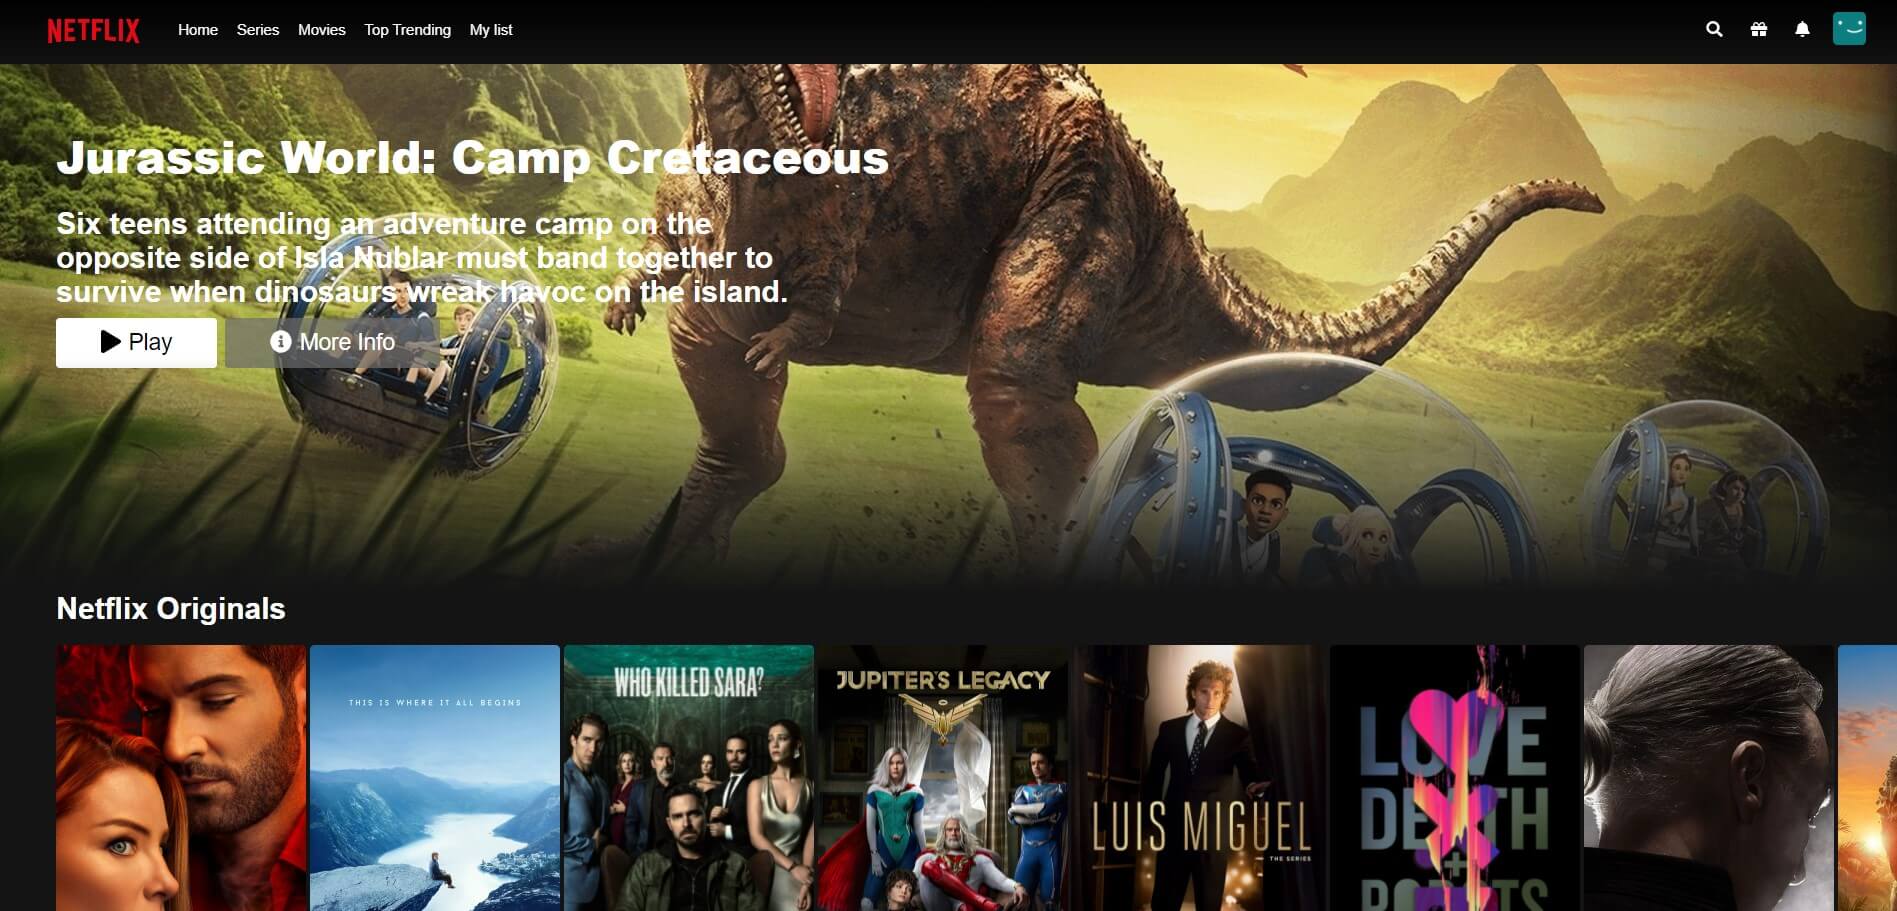 NETFLIX
Home Series Movies Top Trending My list
Jurassic World: Camp Cretaceous
Six teens attending an adventure camp on the
opposite side of Isla Nublar must band together to
survive when dinosaurs wreak havoc on the island.
Play More Info
Netflix Originals
THIS IS WHERE IT ALL BEGINS
WHO KILLED SARA?
JUPITER'S LEGACY
LUIS MIGUEL
THE SERIES
LOVE
DEATH
+
ROBOTS